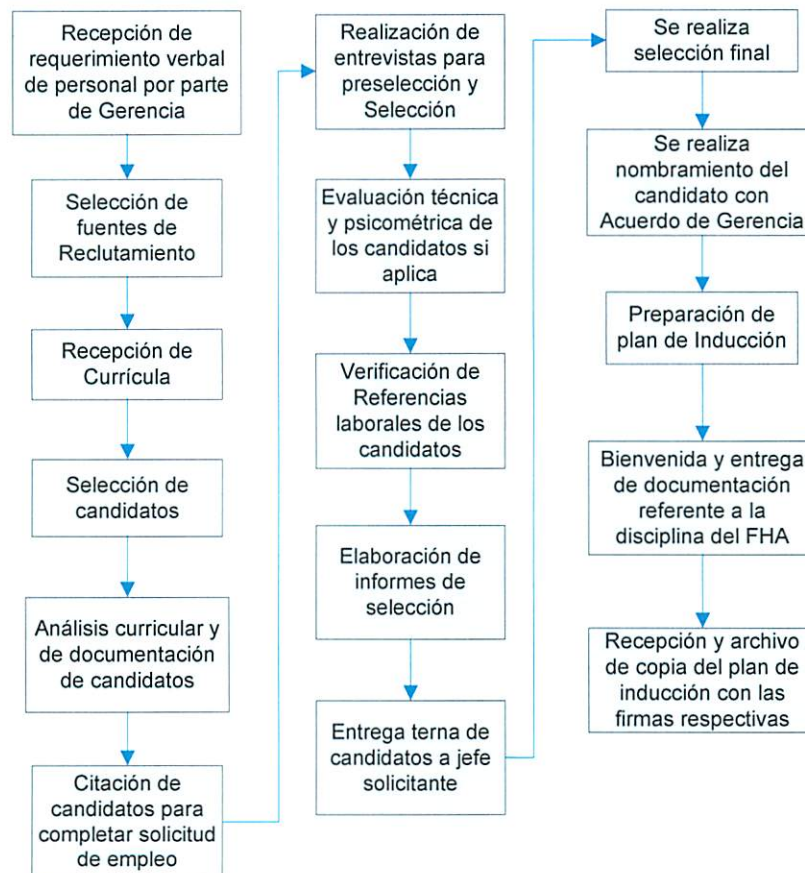 Recepción de
requerimiento verbal
de personal por parte
de Gerencia
Selección de
fuentes de
Reclutamiento
Recepción de
Currícula
Selección de
candidatos
Análisis curricular y
de documentación
de candidatos
Citación de
candidatos para
completar solicitud
de empleo
Realización de
entrevistas para
preselección y
Selección
Evaluación técnica
y psicométrica de
los candidatos si
aplica
Verificación de
Referencias
laborales de los
candidatos
Elaboración de
informes de
selección
Entrega terna de
candidatos a jefe
solicitante
Se realiza
selección final
Se realiza
nombramiento del
candidato con
Acuerdo de Gerencia
Preparación de
plan de Inducción
Bienvenida y entrega
de documentación
referente a la
disciplina del FHA
Recepción y archivo
de copia del plan de
inducción con las
firmas respectivas